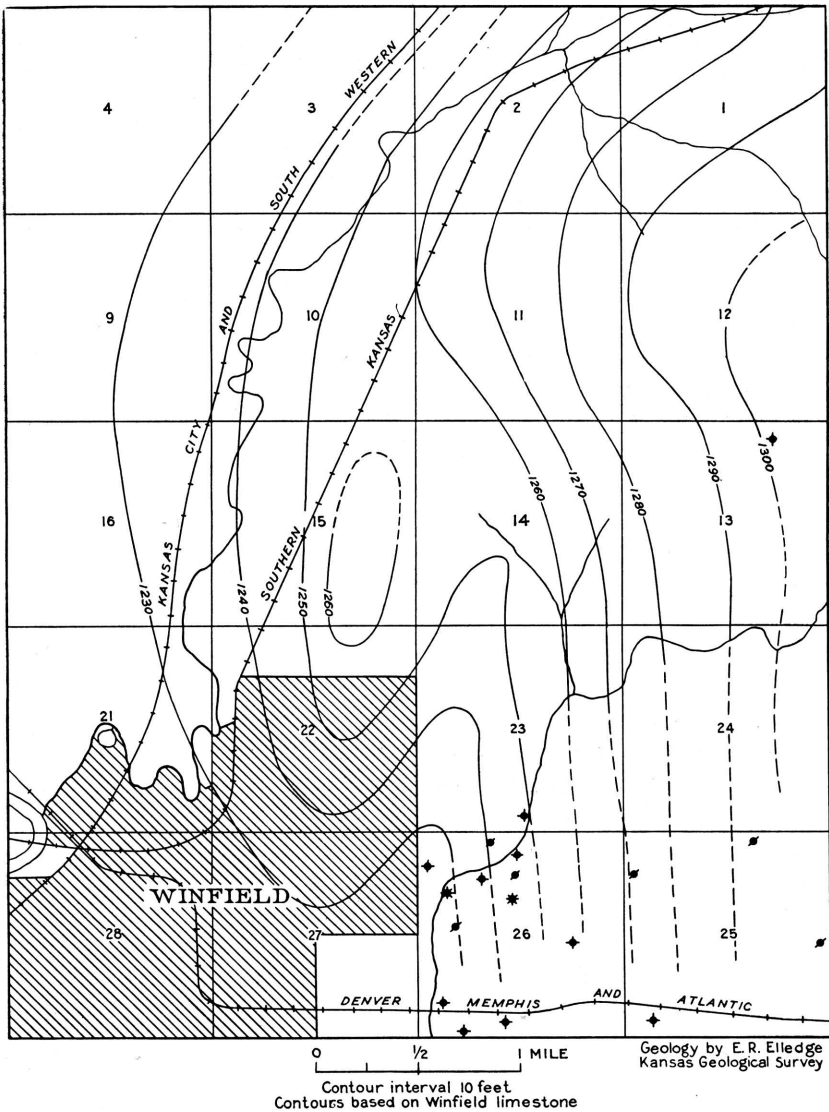 4
3
WESTERN
2
1
SOUTH
9
AND
10
KANSAS
11
12
CITY
1260
1270
1280
1290
1300
16
KANSAS
15
SOUTHERN
14
13
1230
1240
1250
1260
21
22
23
24
WINFIELD
28
27
26
25
DENVER MEMPHIS AND ATLANTIC
0 ½ 1 MILE
Contour interval 10 feet
Contours based on Winfield limestone
Geology by E. R. Elledge
Kansas Geological Survey